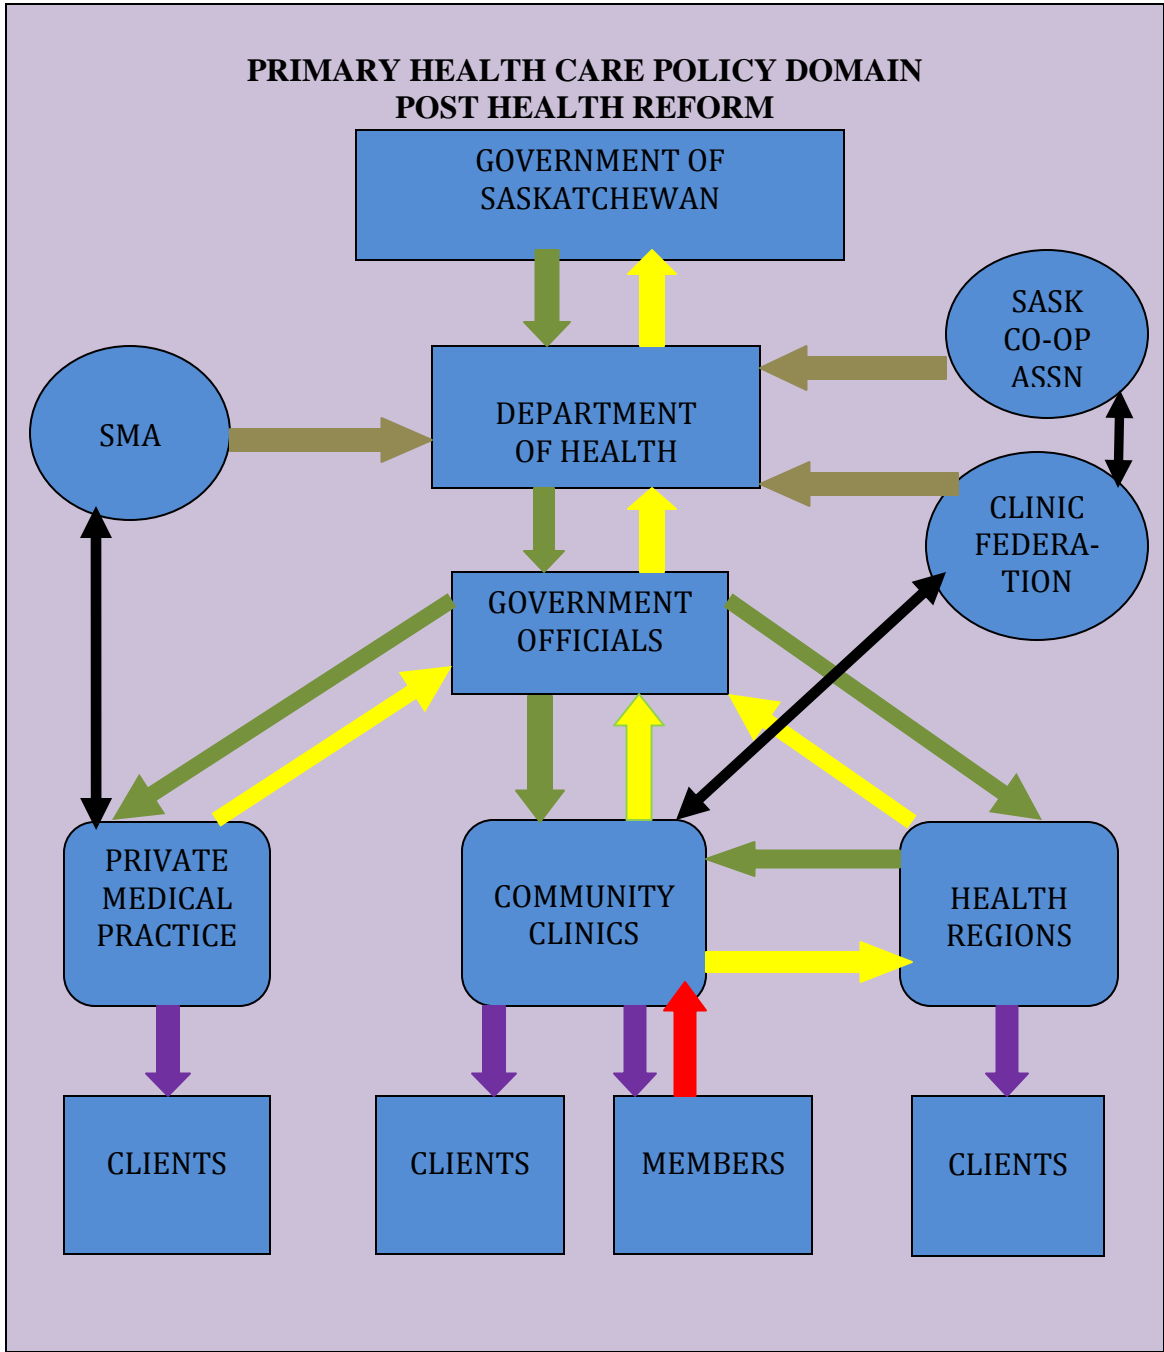 PRIMARY HEALTH CARE POLICY DOMAIN
POST HEALTH REFORM
GOVERNMENT OF
SASKATCHEWAN
SASK
CO-OP
ASSN
SMA
DEPARTMENT
OF HEALTH
CLINIC
FEDERA-
TION
GOVERNMENT
OFFICIALS
PRIVATE
MEDICAL
PRACTICE
COMMUNITY
CLINICS
HEALTH
REGIONS
CLIENTS
CLIENTS
MEMBERS
CLIENTS